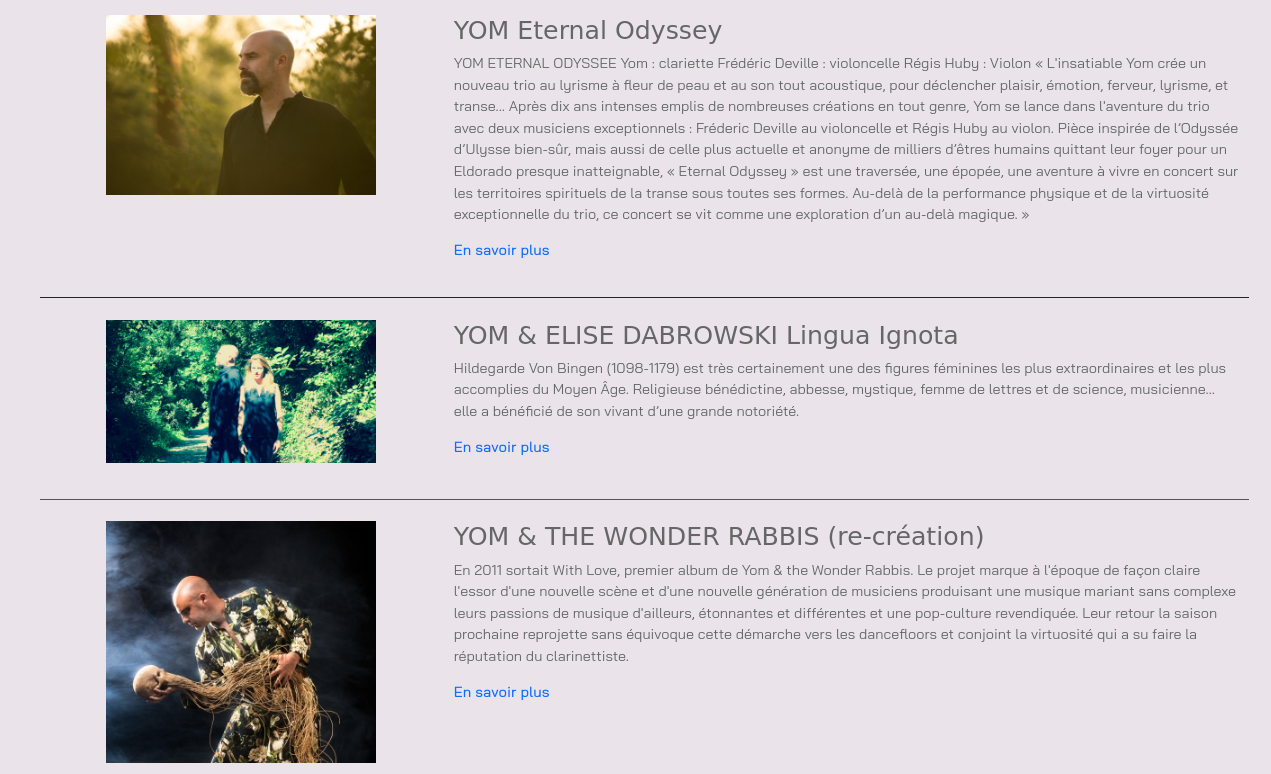 YOM Eternal Odyssey
YOM ETERNAL ODYSSEE Yom : clariette Frédéric Deville : violoncelle Régis Huby : Violon « L'insatiable Yom crée un
nouveau trio au lyrisme à fleur de peau et au son tout acoustique, pour déclencher plaisir, émotion, ferveur, lyrisme, et
transe... Après dix ans intenses emplis de nombreuses créations en tout genre, Yom se lance dans l'aventure du trio
avec deux musiciens exceptionnels : Fréderic Deville au violoncelle et Régis Huby au violon. Pièce inspirée de l’Odyssée
d’Ulysse bien-sûr, mais aussi de celle plus actuelle et anonyme de milliers d’êtres humains quittant leur foyer pour un
Eldorado presque inatteignable, « Eternal Odyssey » est une traversée, une épopée, une aventure à vivre en concert sur
les territoires spirituels de la transe sous toutes ses formes. Au-delà de la performance physique et de la virtuosité
exceptionnelle du trio, ce concert se vit comme une exploration d’un au-delà magique. »
En savoir plus
YOM & ELISE DABROWSKI Lingua Ignota
Hildegarde Von Bingen (1098-1179) est très certainement une des figures féminines les plus extraordinaires et les plus
accomplies du Moyen Âge. Religieuse bénédictine, abbesse, mystique, femme de lettres et de science, musicienne...
elle a bénéficié de son vivant d’une grande notoriété.
En savoir plus
YOM & THE WONDER RABBIS (re-création)
En 2011 sortait With Love, premier album de Yom & the Wonder Rabbis. Le projet marque à l'époque de façon claire
l'essor d'une nouvelle scène et d'une nouvelle génération de musiciens produisant une musique mariant sans complexe
leurs passions de musique d'ailleurs, étonnantes et différentes et une pop-culture revendiquée. Leur retour la saison
prochaine reprojette sans équivoque cette démarche vers les dancefloors et conjoint la virtuosité qui a su faire la
réputation du clarinettiste.
En savoir plus